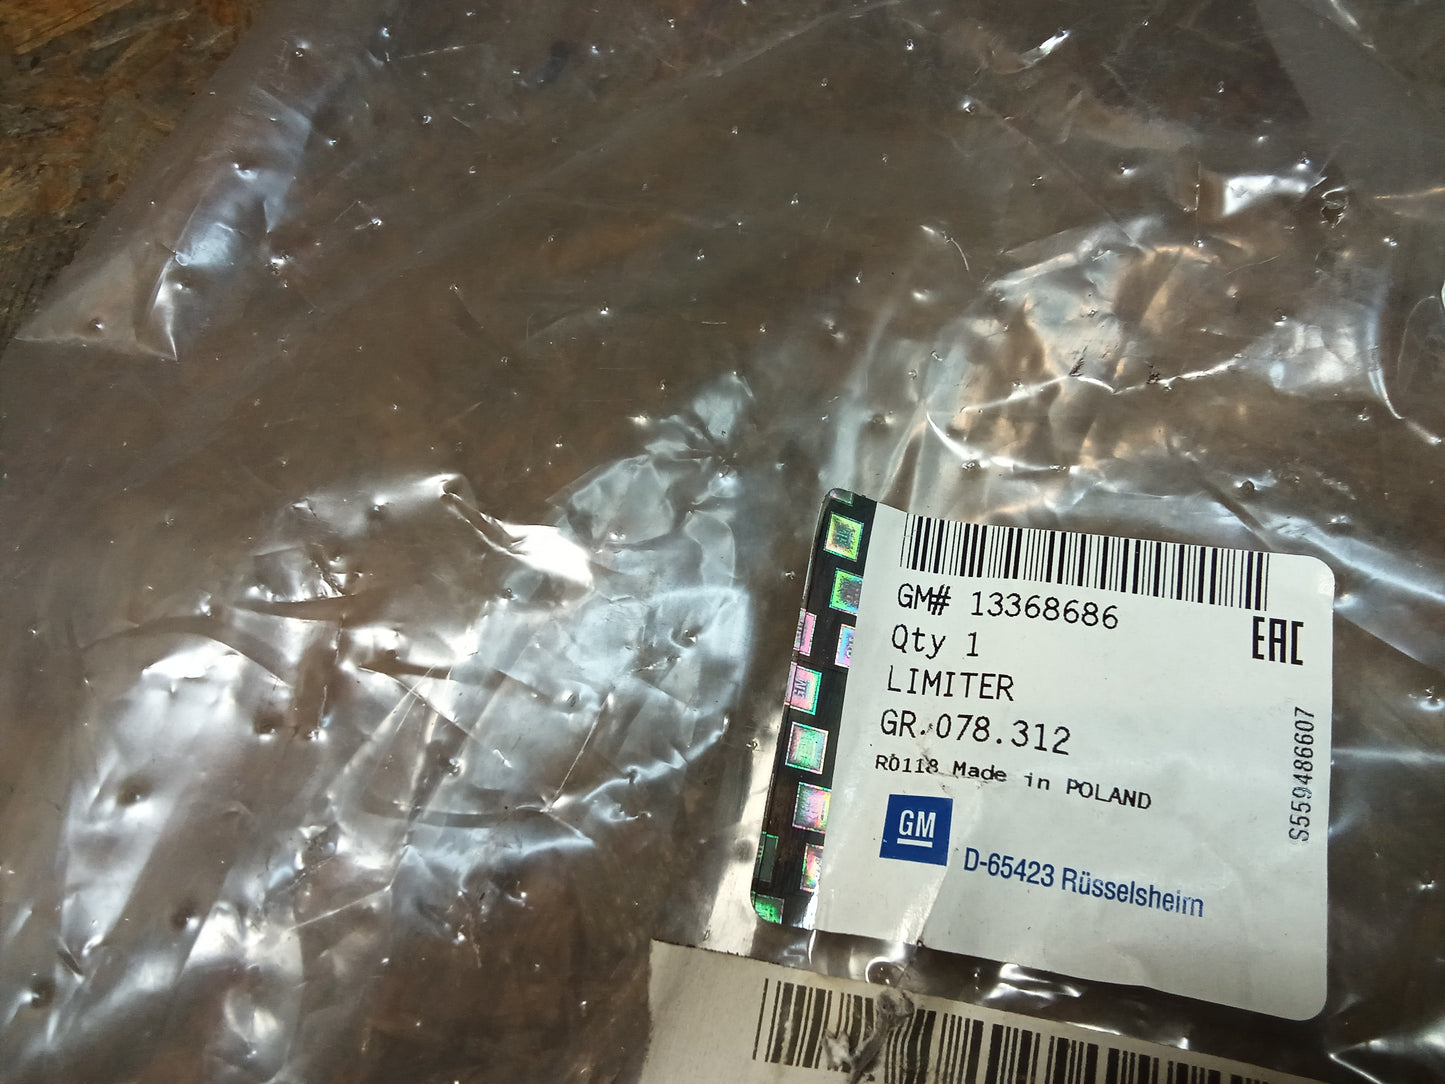 GM# 13368686
EAC
Qty 1
LIMITER
GR. 078.312
R0118 Made in POLAND
GM
D-65423 Rüsselsheim
S559486607